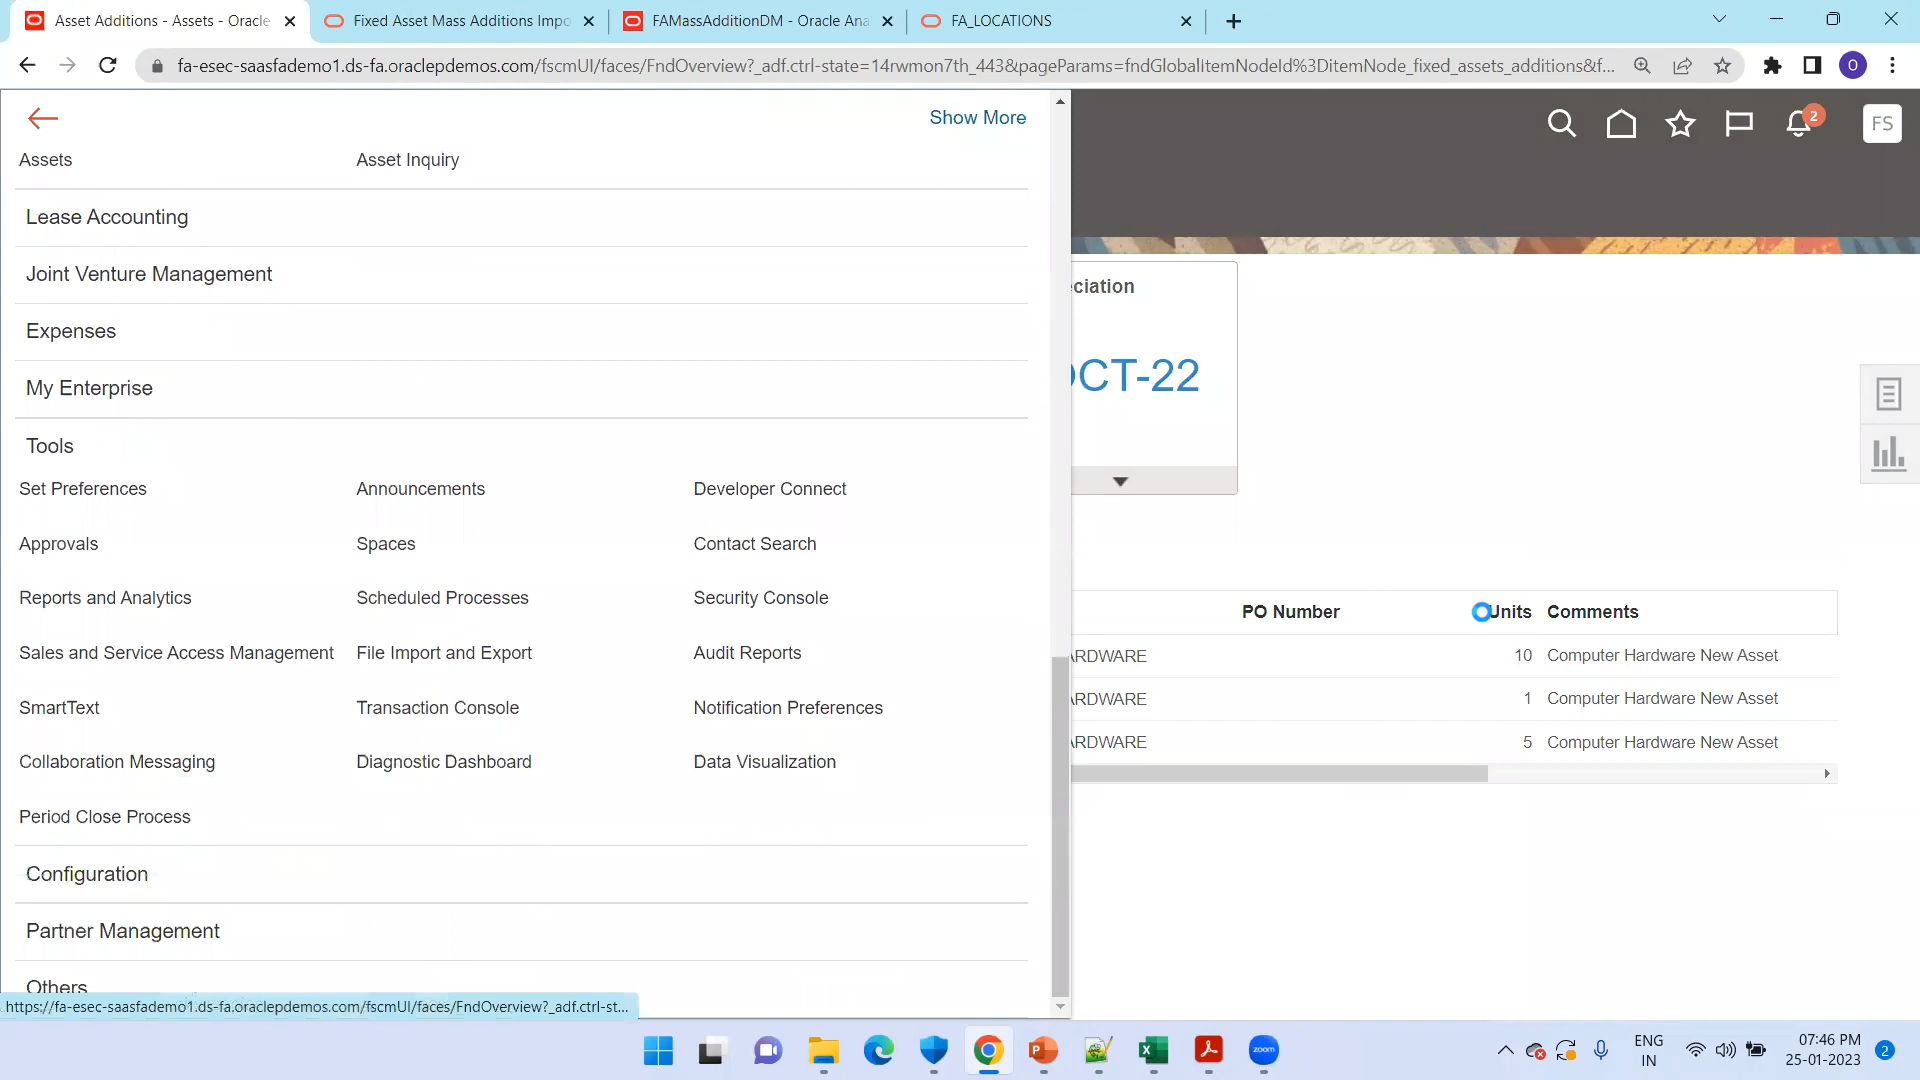 Asset Additions - Assets - Oracle
Fixed Asset Mass Additions Impo
FAMassAdditionDM - Oracle Ana
FA_LOCATIONS
fa-esec-saasfademo1.ds-fa.oraclepdemos.com/fscmUI/faces/FndOverview?_adf.ctrl-state=14rwmon7th_443&pageParams=fndGlobalItemNodeId%3DitemNode_fixed_assets_additions&f...
O
Show More
2
FS
Assets
Asset Inquiry
Lease Accounting
Joint Venture Management
Expenses
My Enterprise
Tools
Set Preferences
Announcements
Developer Connect
Approvals
Spaces
Contact Search
Reports and Analytics
Scheduled Processes
Security Console
Sales and Service Access Management
File Import and Export
Audit Reports
SmartText
Transaction Console
Notification Preferences
Collaboration Messaging
Diagnostic Dashboard
Data Visualization
Period Close Process
Configuration
Partner Management
Others
https://fa-esec-saasfademo1.ds-fa.oraclepdemos.com/fscmUI/faces/FndOverview?_adf.ctrl-st...
eciation
OCT-22
PO Number
Units
Comments
ARDWARE
10
Computer Hardware New Asset
ARDWARE
1
Computer Hardware New Asset
ARDWARE
5
Computer Hardware New Asset
zoom
ENG
IN
07:46 PM
25-01-2023
2